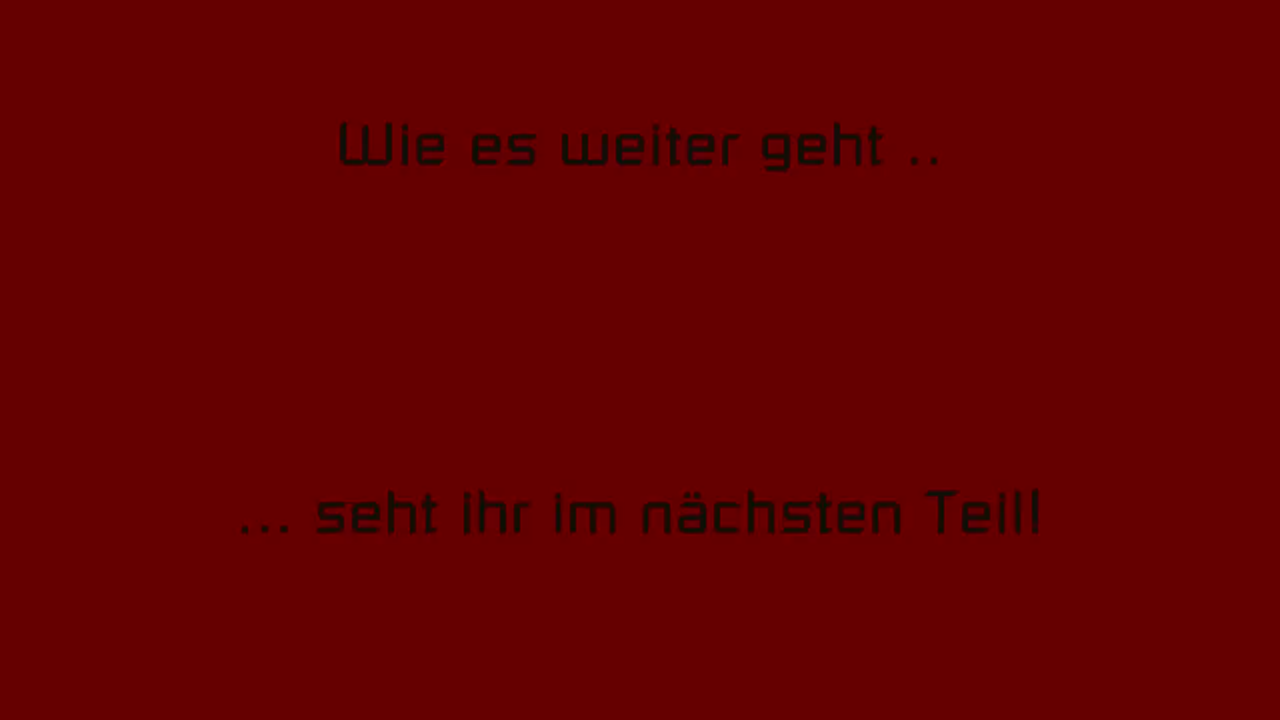 Wie es weiter geht ..
... seht ihr im nächsten Teil!